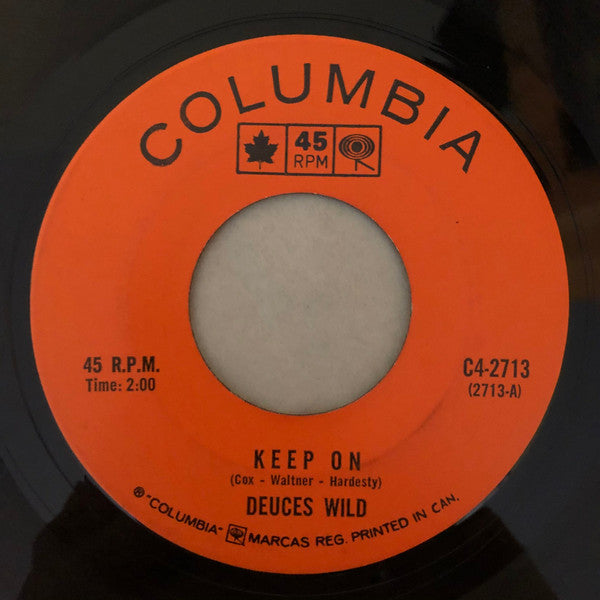 COLUMBIA
45
RPM
45 R.P.M.
Time: 2:00
C4-2713
(2713-A)
KEEP ON
(Cox - Waltner - Hardesty)
DEUCES WILD
® "COLUMBIA" MARCAS REG. PRINTED IN CAN.